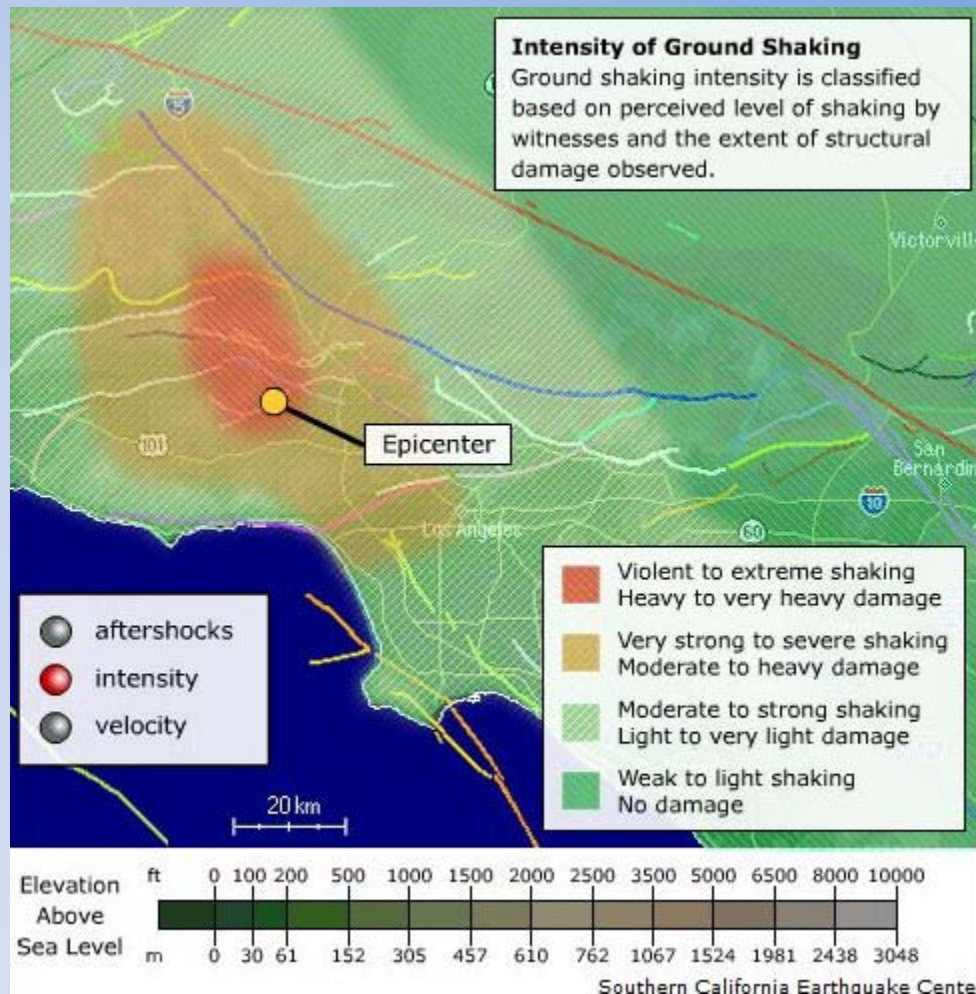 Intensity of Ground Shaking
Ground shaking intensity is classified
based on perceived level of shaking by
witnesses and the extent of structural
damage observed.
5
Victorvill
101
Epicenter
San
Bernardin
Los Angeles
10
60
Violent to extreme shaking
Heavy to very heavy damage
Very strong to severe shaking
Moderate to heavy damage
Moderate to strong shaking
Light to very light damage
Weak to light shaking
No damage
aftershocks
intensity
velocity
20 km
Elevation
Above
Sea Level
ft 0 100 200 500 1000 1500 2000 2500 3500 5000 6500 8000 10000
m 0 30 61 152 305 457 610 762 1067 1524 1981 2438 3048
Southern California Earthquake Cente